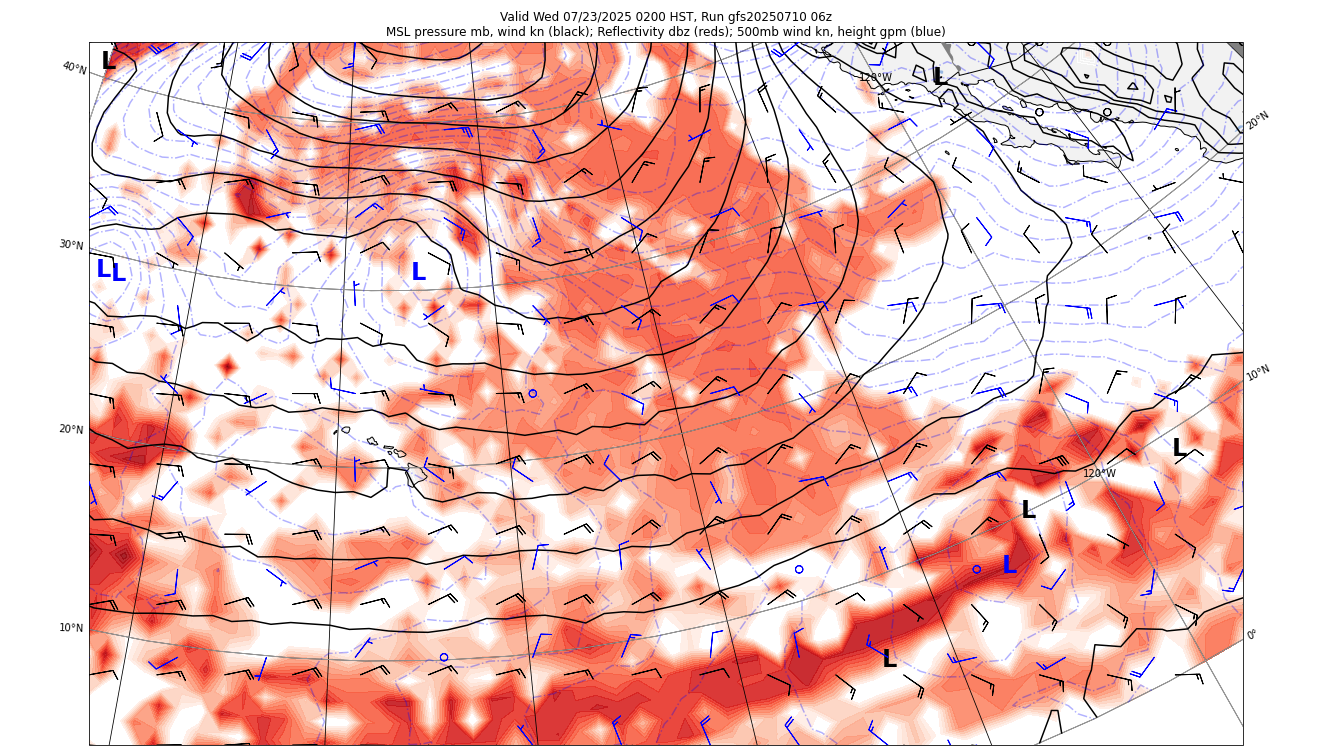 Valid Wed 07/23/2025 0200 HST, Run gfs20250710 06z
MSL pressure mb, wind kn (black); Reflectivity dbz (reds); 500mb wind kn, height gpm (blue)
L
40°N
120°W
L
20°N
30°N
L
L
L
10°N
20°N
L
120°W
L
L
10°N
0°
L